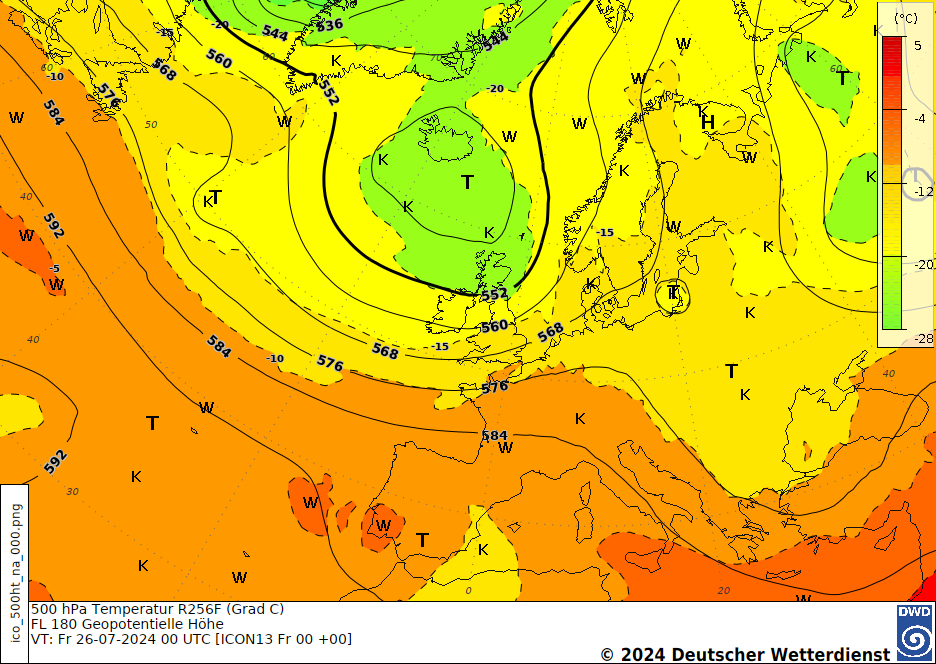 -20
544
536
(°C)
-15
560
60
K
70
544
W
K
K
5
60
568
-10
576
552
-20
W
60
T
584
W
50
W
W
W
K
H
-4
W
K
T
K
K
-12
40
K
T
K
592
W
K
-15
W
K
-20
-5
W
K
552
T
K
40
584
-10
560
568
-15
568
-28
576
576
T
40
K
W
T
584
W
K
592
K
30
W
W
T
K
K
W
0
20
W
ico_500ht_na_000.png
500 hPa Temperatur R256F (Grad C)
FL 180 Geopotentielle Höhe
VT: Fr 26-07-2024 00 UTC [ICON13 Fr 00 +00]
© 2024 Deutscher Wetterdienst
DWD